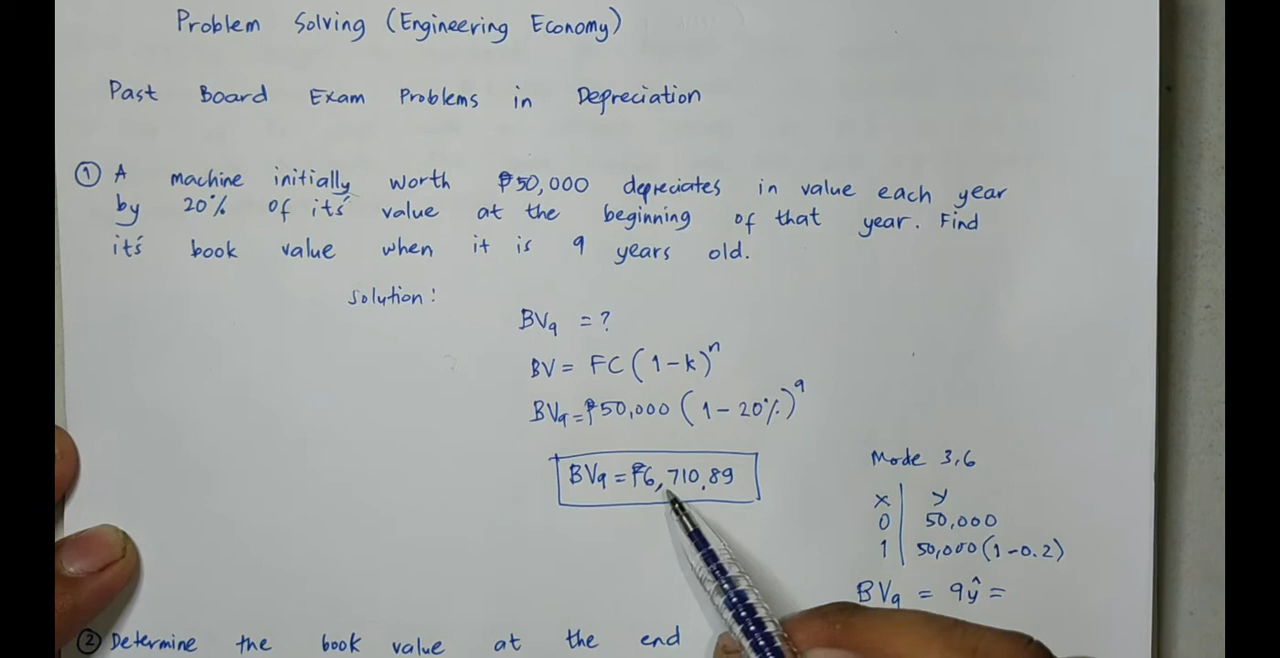 Problem Solving (Engineering Economy)
Past Board Exam Problems in Depreciation
① A machine initially worth ₱50,000 depreciates in value each year
by 20% of it's value at the beginning of that year. Find
it's book value when it is 9 years old.
Solution:
BV₉ = ?
BV = FC (1-k)ⁿ
BV₉ = ₱50,000 (1 - 20%)⁹
BV₉ = ₱6,710.89
Mode 3,6
x | y
0 | 50,000
1 | 50,000 (1-0.2)
BV₉ = 9ŷ =
② Determine the book value at the end